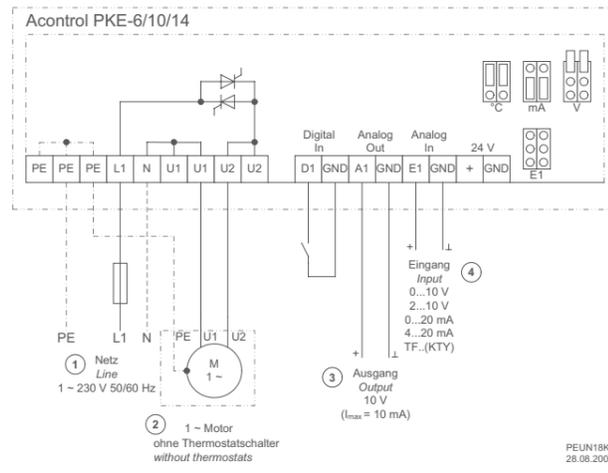 Acontrol PKE-6/10/14
°C mA V
Digital In
Analog Out
Analog In
24 V
E1
PE PE PE L1 N U1 U1 U2 U2
D1 GND A1 GND E1 GND + GND
+ ⊥
Eingang
Input
0...10 V
2...10 V
0...20 mA
4...20 mA
TF..(KTY)
4
PE L1 N
PE U1 U2
M
1 ~
1
Netz
Line
1 ~ 230 V 50/60 Hz
+ ⊥
3
Ausgang
Output
10 V
(Imax = 10 mA)
2
1 ~ Motor
ohne Thermostatschalter
without thermostats
PEUN18K